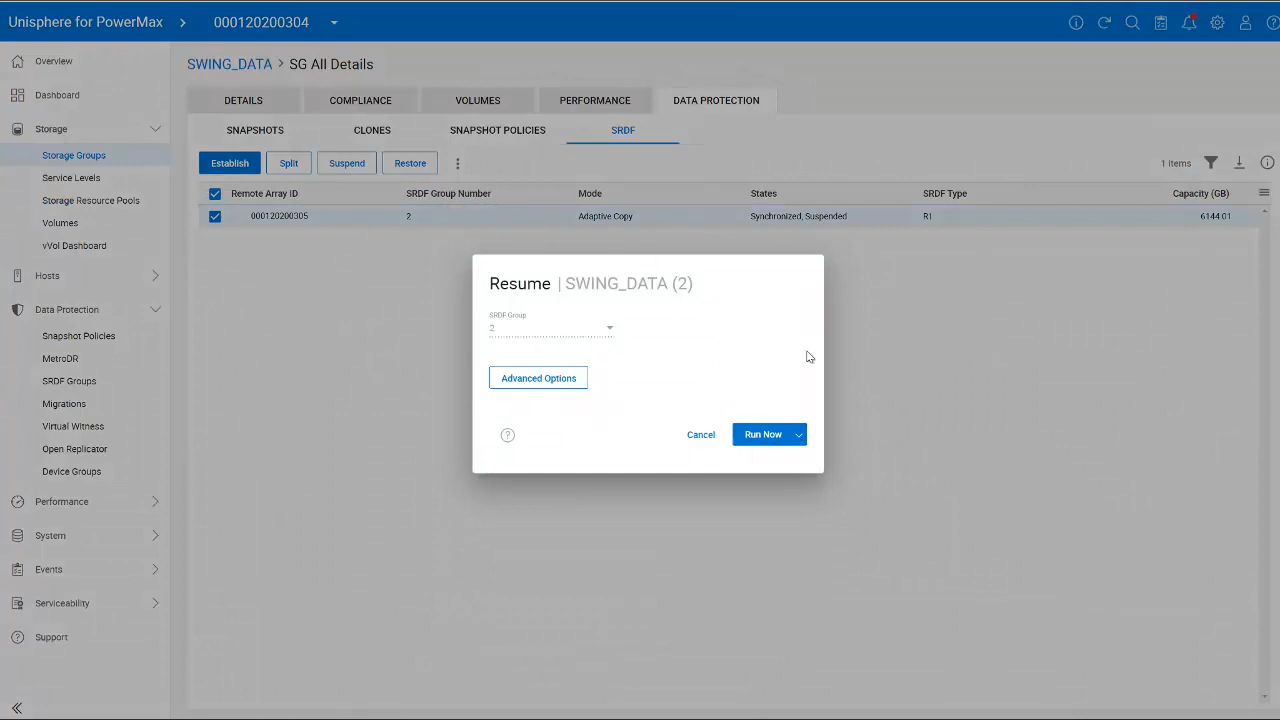 Unisphere for PowerMax > 000120200304
SWING_DATA > SG All Details
Overview
Dashboard
Storage
Storage Groups
Service Levels
Storage Resource Pools
Volumes
vVol Dashboard
Hosts
Data Protection
Snapshot Policies
MetroDR
SRDF Groups
Migrations
Virtual Witness
Open Replicator
Device Groups
Performance
System
Events
Serviceability
Support
DETAILS COMPLIANCE VOLUMES PERFORMANCE DATA PROTECTION
SNAPSHOTS CLONES SNAPSHOT POLICIES SRDF
Establish Split Suspend Restore 1 items
Remote Array ID SRDF Group Number Mode States SRDF Type Capacity (GB)
000120200305 2 Adaptive Copy Synchronized, Suspended R1 6144.01
Resume | SWING_DATA (2)
SRDF Group
2
Advanced Options
Cancel Run Now